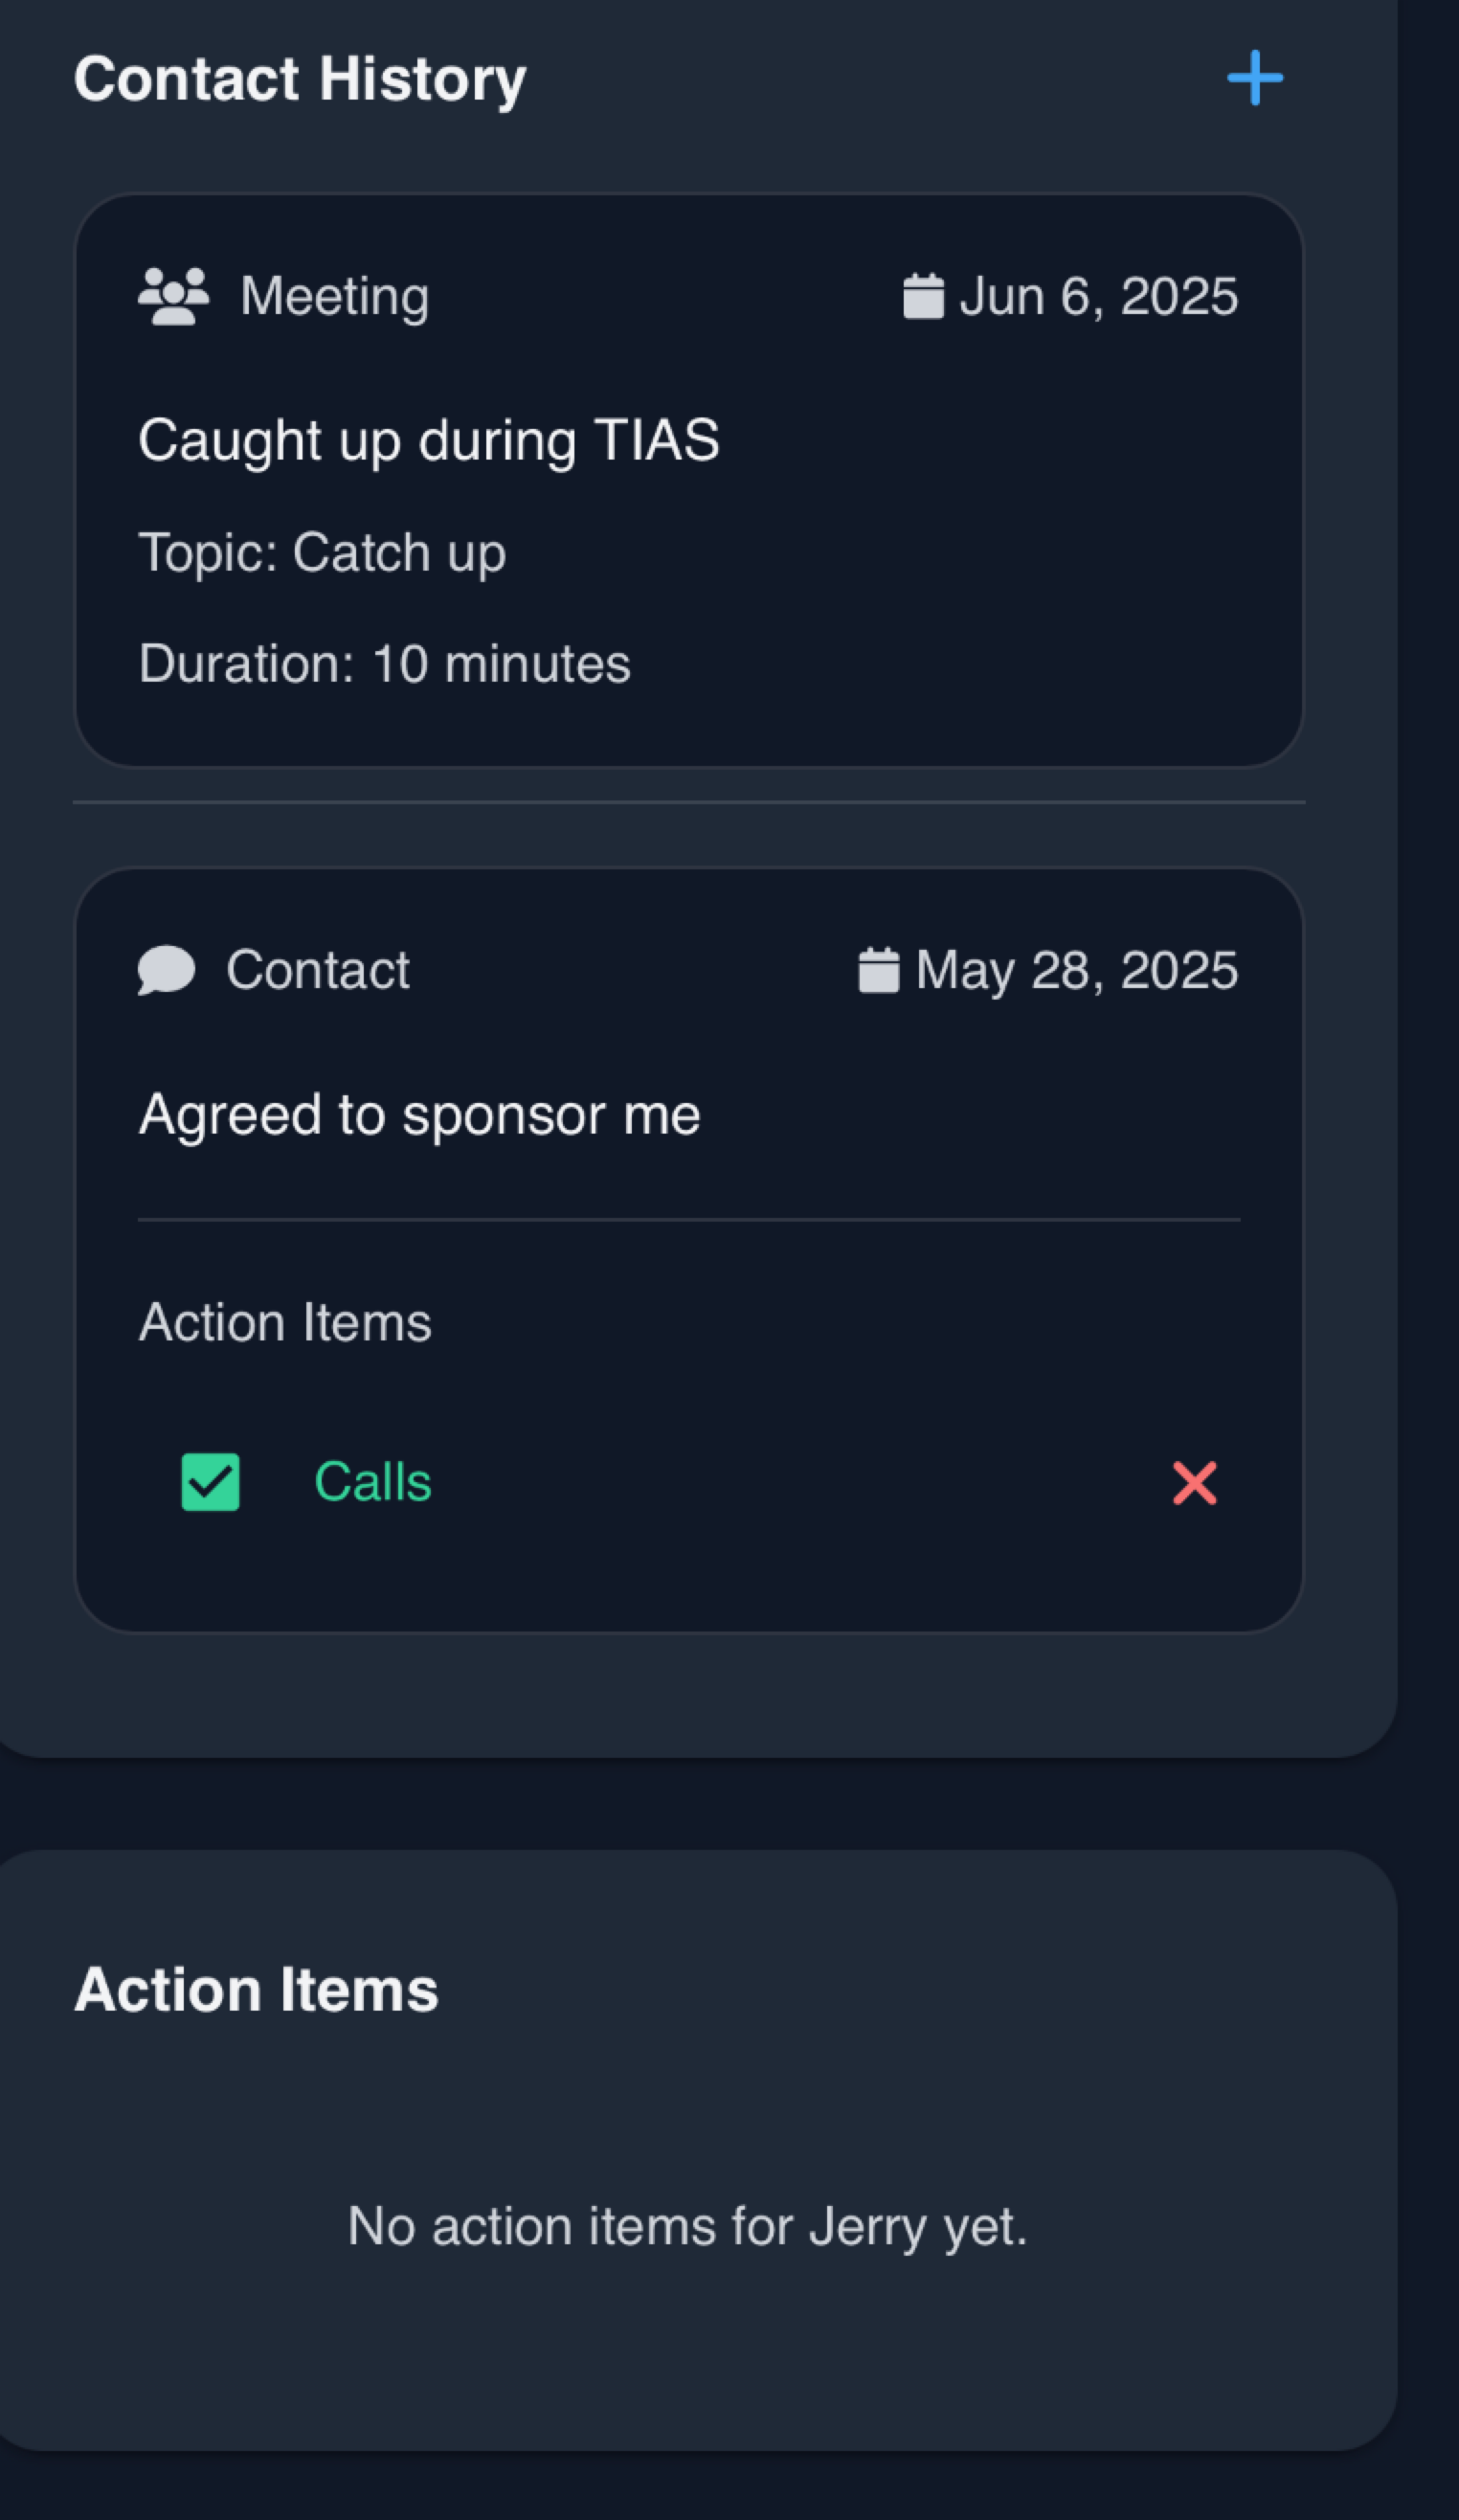 Contact History
Meeting
Jun 6, 2025
Caught up during TIAS
Topic: Catch up
Duration: 10 minutes
Contact
May 28, 2025
Agreed to sponsor me
Action Items
Calls
Action Items
No action items for Jerry yet.